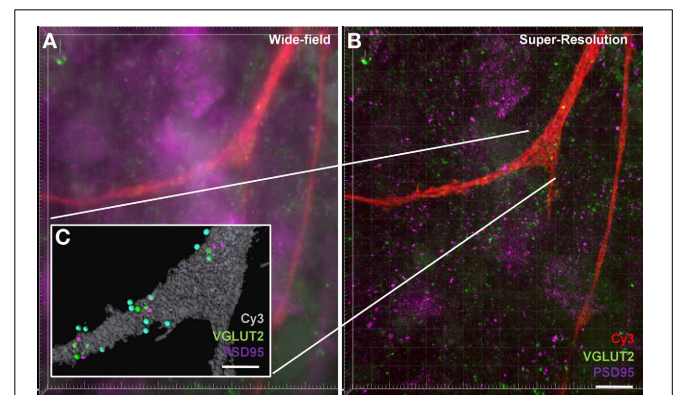 A
Wide-field
B
Super-Resolution
C
Cy3
VGLUT2
PSD95
Cy3
VGLUT2
PSD95